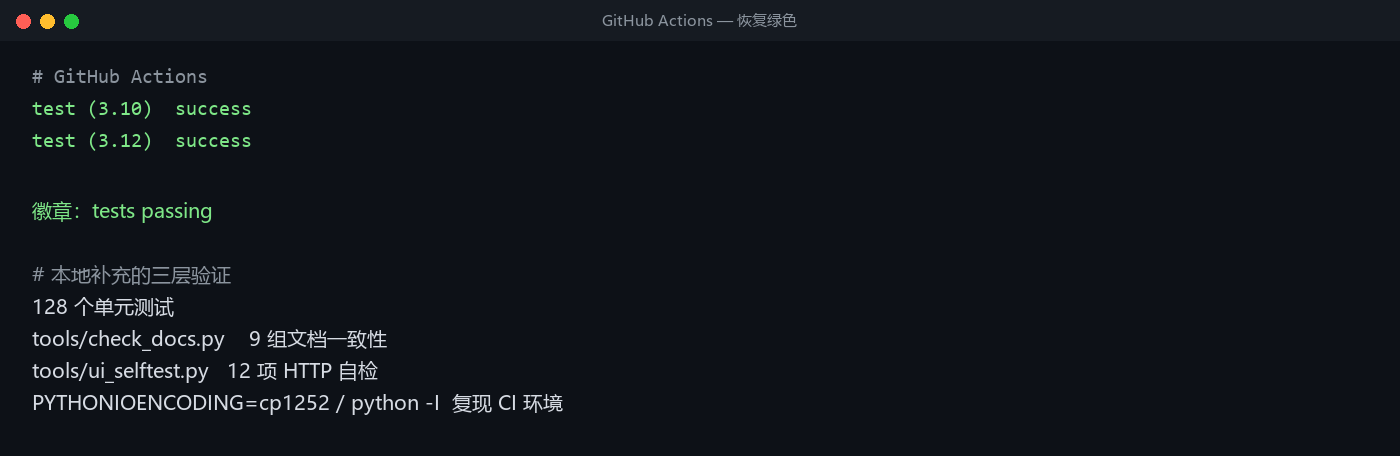 GitHub Actions — 恢复绿色
# GitHub Actions
test (3.10)  success
test (3.12)  success
徽章：tests passing
# 本地补充的三层验证
128 个单元测试
tools/check_docs.py    9 组文档一致性
tools/ui_selftest.py   12 项 HTTP 自检
PYTHONIOENCODING=cp1252 / python -I  复现 CI 环境